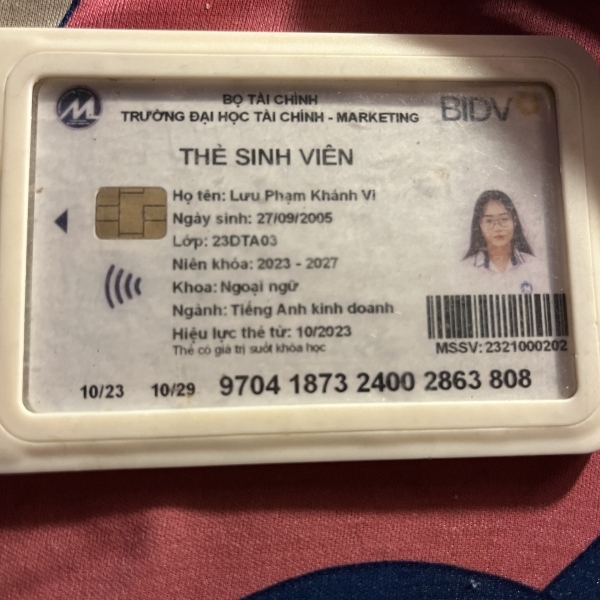 BỘ TÀI CHÍNH
TRƯỜNG ĐẠI HỌC TÀI CHÍNH - MARKETING
BIDV
THẺ SINH VIÊN
Họ tên: Lưu Phạm Khánh Vi
Ngày sinh: 27/09/2005
Lớp: 23DTA03
Niên khóa: 2023 - 2027
Khoa: Ngoại ngữ
Ngành: Tiếng Anh kinh doanh
Hiệu lực thẻ từ: 10/2023
Thẻ có giá trị suốt khóa học
MSSV: 2321000202
10/23 10/29 9704 1873 2400 2863 808